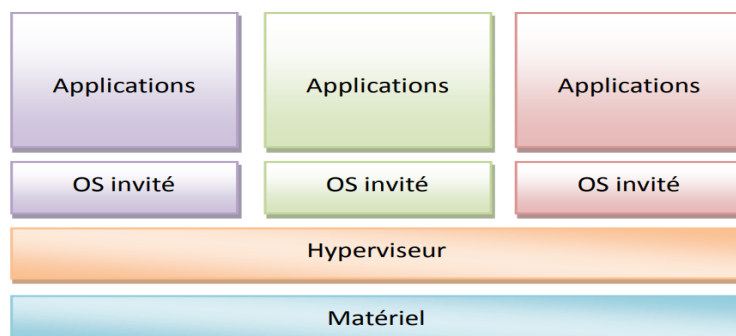 Applications
Applications
Applications
OS invité
OS invité
OS invité
Hyperviseur
Matériel